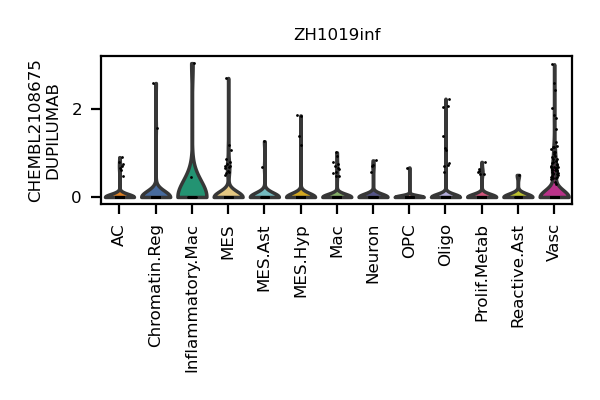 ZH1019inf
CHEMBL2108675
DUPILUMAB
2
0
AC
Chromatin.Reg
Inflammatory.Mac
MES
MES.Ast
MES.Hyp
Mac
Neuron
OPC
Oligo
Prolif.Metab
Reactive.Ast
Vasc